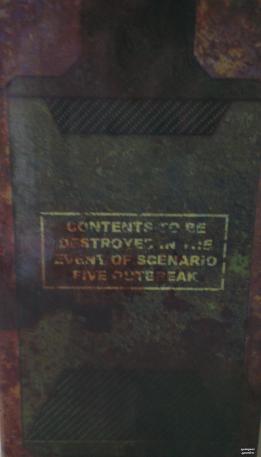 CONTENTS TO BE
DESTROYED IN THE
EVENT OF SCENARIO
FIVE OUTBREAK